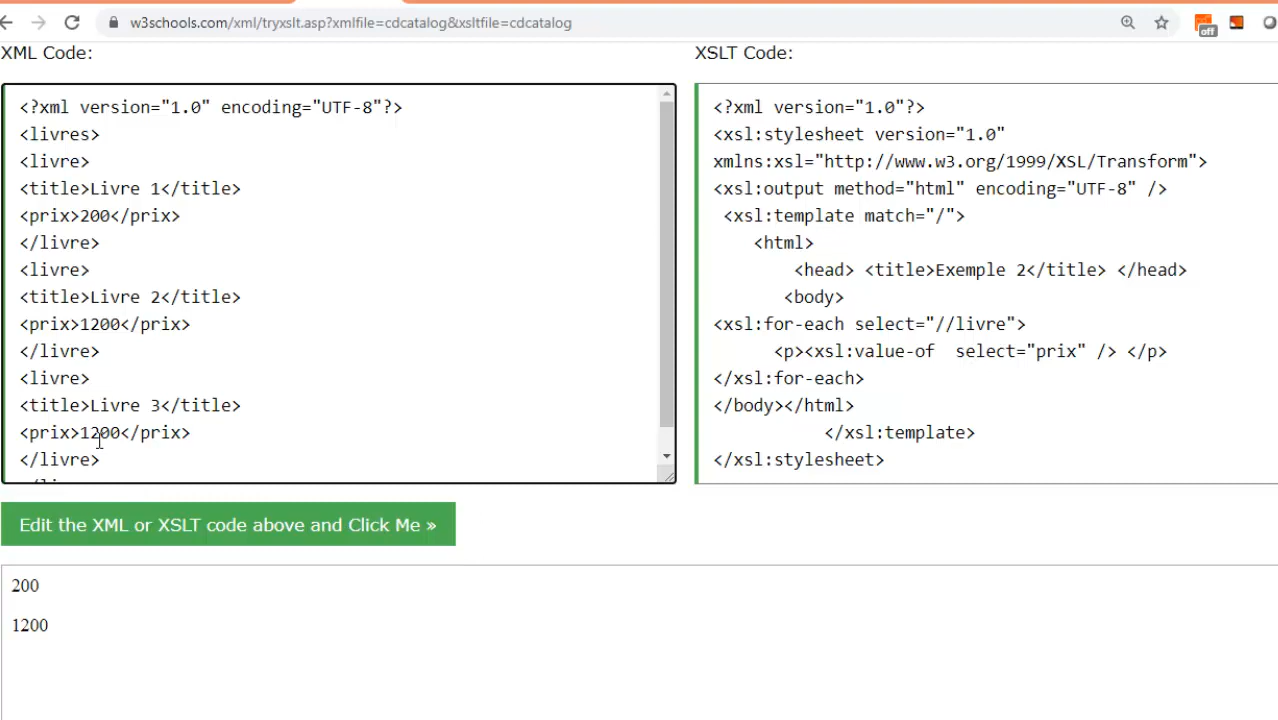 w3schools.com/xml/tryxslt.asp?xmlfile=cdcatalog&xsltfile=cdcatalog
off
XML Code:
<?xml version="1.0" encoding="UTF-8"?>
<livres>
<livre>
<title>Livre 1</title>
<prix>200</prix>
</livre>
<livre>
<title>Livre 2</title>
<prix>1200</prix>
</livre>
<livre>
<title>Livre 3</title>
<prix>1200</prix>
</livre>
XSLT Code:
<?xml version="1.0"?>
<xsl:stylesheet version="1.0"
xmlns:xsl="http://www.w3.org/1999/XSL/Transform">
<xsl:output method="html" encoding="UTF-8" />
<xsl:template match="/">
<html>
<head> <title>Exemple 2</title> </head>
<body>
<xsl:for-each select="//livre">
<p><xsl:value-of  select="prix" /> </p>
</xsl:for-each>
</body></html>
</xsl:template>
</xsl:stylesheet>
Edit the XML or XSLT code above and Click Me »
200
1200